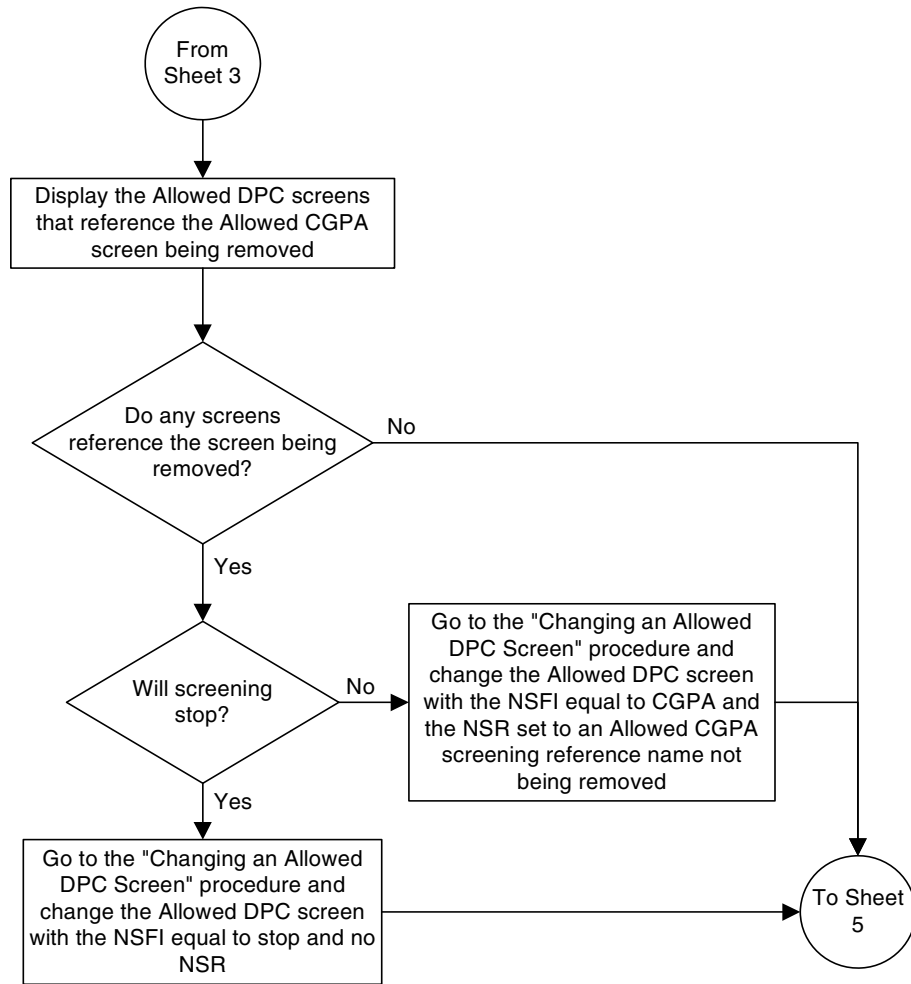 From
Sheet 3
Display the Allowed DPC screens
that reference the Allowed CGPA
screen being removed
Do any screens
reference the screen being
removed?
No
Yes
Will screening
stop?
No
Go to the "Changing an Allowed
DPC Screen" procedure and
change the Allowed DPC screen
with the NSFI equal to CGPA and
the NSR set to an Allowed CGPA
screening reference name not
being removed
Yes
Go to the "Changing an Allowed
DPC Screen" procedure and
change the Allowed DPC screen
with the NSFI equal to stop and no
NSR
To Sheet
5